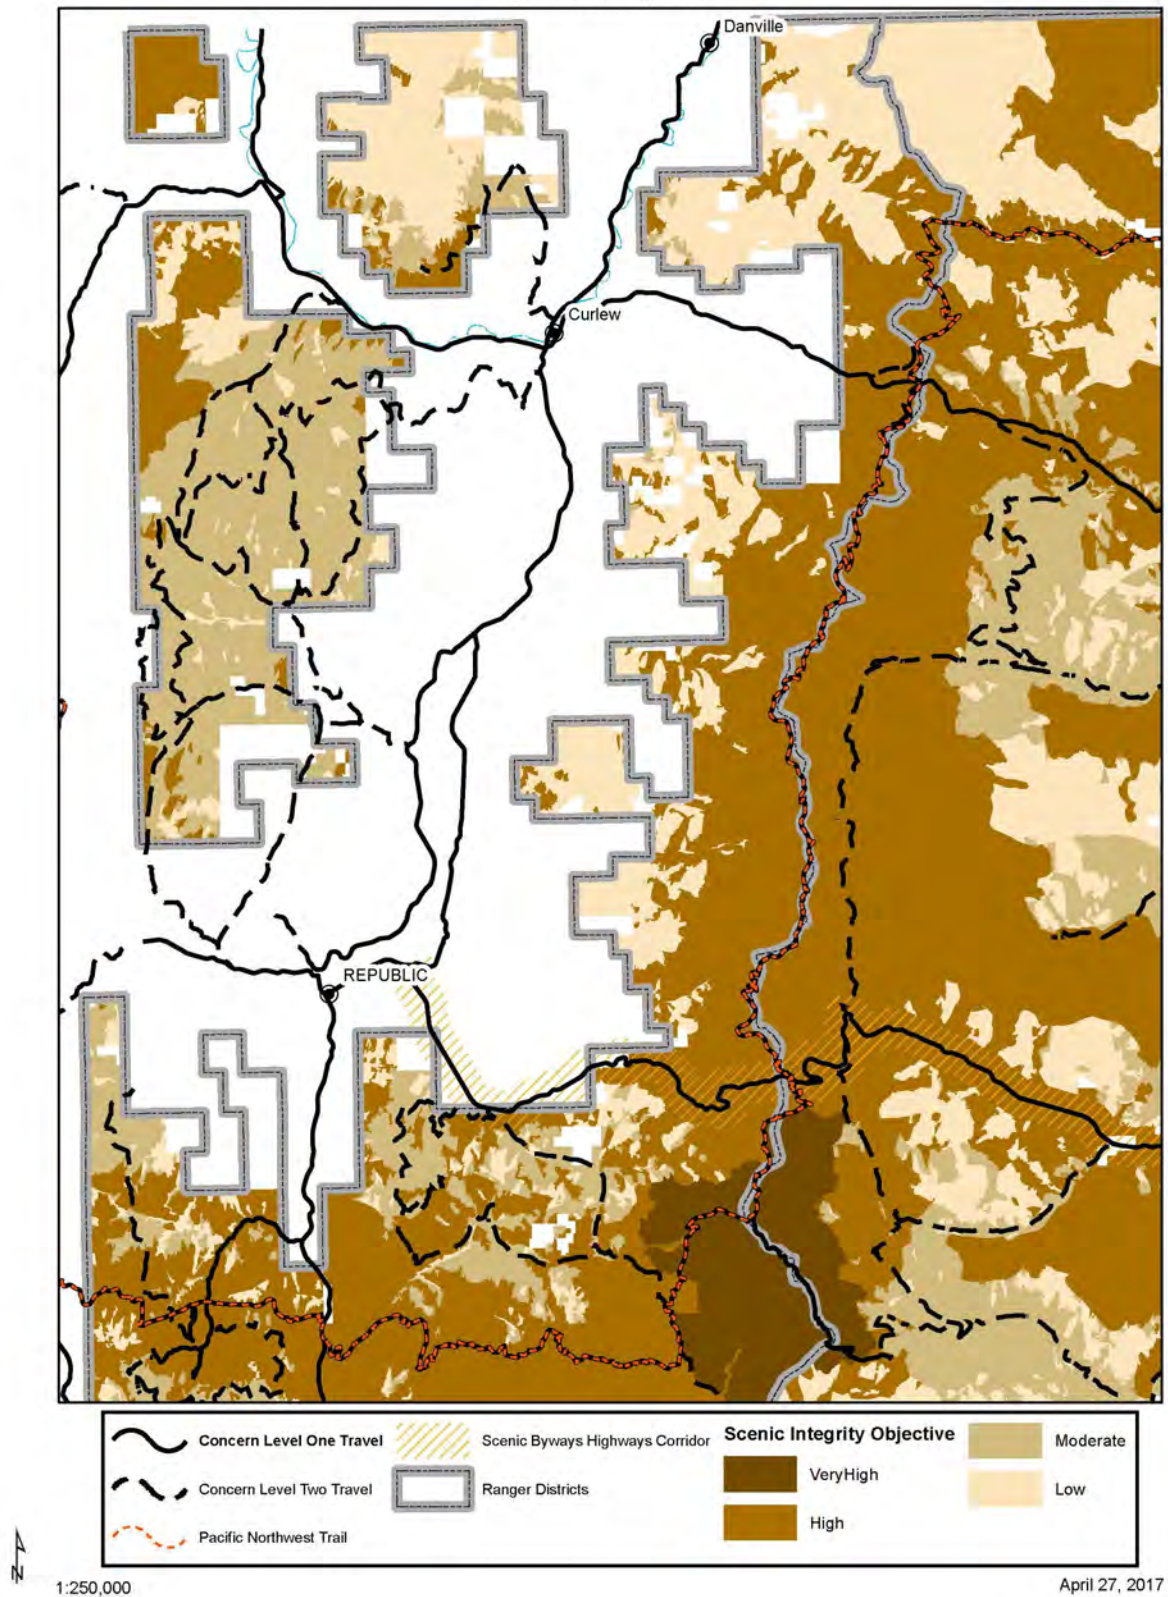 Danville
Curlew
REPUBLIC
Concern Level One Travel
Concern Level Two Travel
Pacific Northwest Trail
Scenic Byways Highways Corridor
Ranger Districts
Scenic Integrity Objective
VeryHigh
High
Moderate
Low
N
1:250,000
April 27, 2017